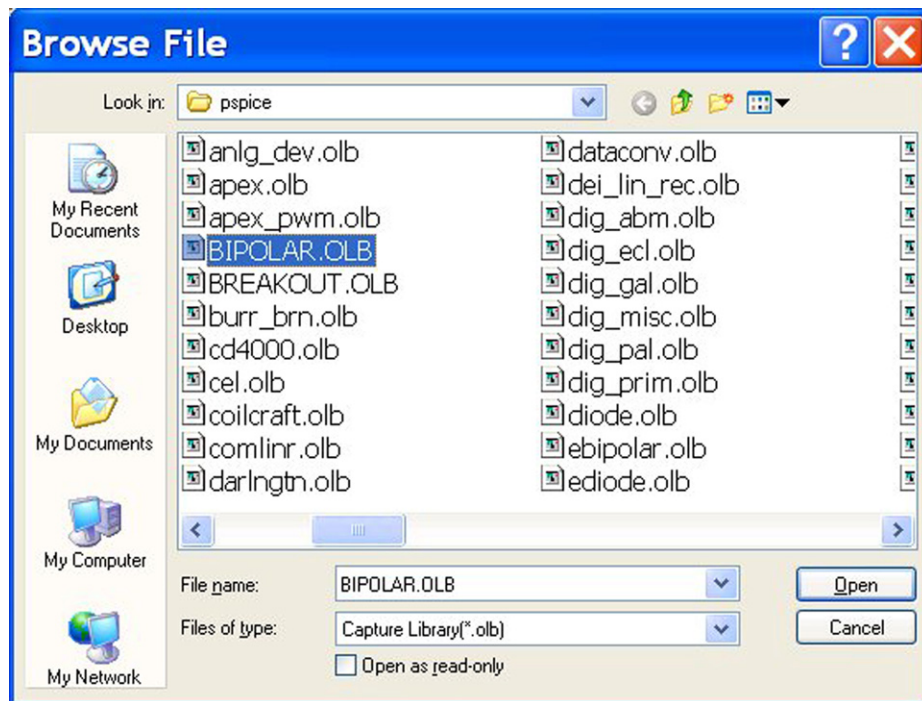 Browse File
Look in: pspice
My Recent
Documents
Desktop
My Documents
My Computer
My Network
anlg_dev.olb
apex.olb
apex_pwm.olb
BIPOLAR.OLB
BREAKOUT.OLB
burr_brn.olb
cd4000.olb
cel.olb
coilcraft.olb
comlinr.olb
darlngtn.olb
dataconv.olb
dei_lin_rec.olb
dig_abm.olb
dig_ecl.olb
dig_gal.olb
dig_misc.olb
dig_pal.olb
dig_prim.olb
diode.olb
ebipolar.olb
ediode.olb
File name: BIPOLAR.OLB Open
Files of type: Capture Library(*.olb) Cancel
Open as read-only